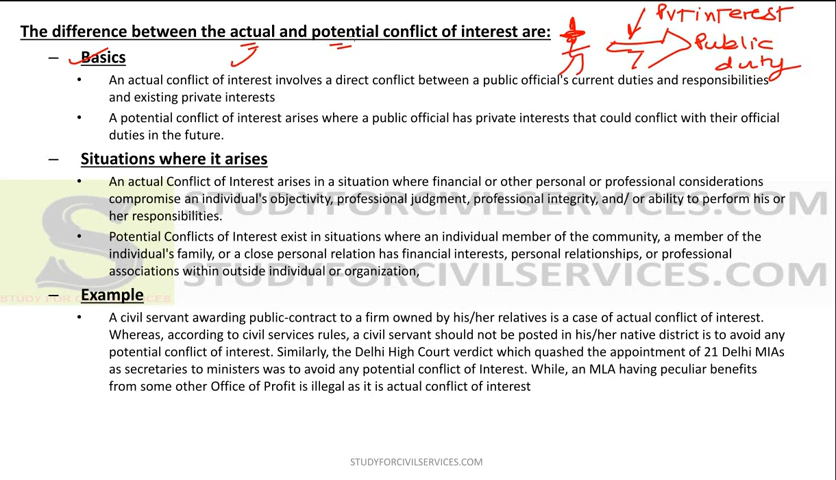 The difference between the actual and potential conflict of interest are:
Pvt interest
Public
duty
– Basics
• An actual conflict of interest involves a direct conflict between a public official's current duties and responsibilities
and existing private interests
• A potential conflict of interest arises where a public official has private interests that could conflict with their official
duties in the future.
– Situations where it arises
• An actual Conflict of Interest arises in a situation where financial or other personal or professional considerations
compromise an individual's objectivity, professional judgment, professional integrity, and/ or ability to perform his or
her responsibilities.
• Potential Conflicts of Interest exist in situations where an individual member of the community, a member of the
individual's family, or a close personal relation has financial interests, personal relationships, or professional
associations within outside individual or organization,
STUDYFORCIVILSERVICES.COM
STUDYFORCIVILSERVICES.COM
STUDY FOR CIVIL SERVICES
– Example
• A civil servant awarding public-contract to a firm owned by his/her relatives is a case of actual conflict of interest.
Whereas, according to civil services rules, a civil servant should not be posted in his/her native district is to avoid any
potential conflict of interest. Similarly, the Delhi High Court verdict which quashed the appointment of 21 Delhi MlAs
as secretaries to ministers was to avoid any potential conflict of Interest. While, an MLA having peculiar benefits
from some other Office of Profit is illegal as it is actual conflict of interest
STUDYFORCIVILSERVICES.COM